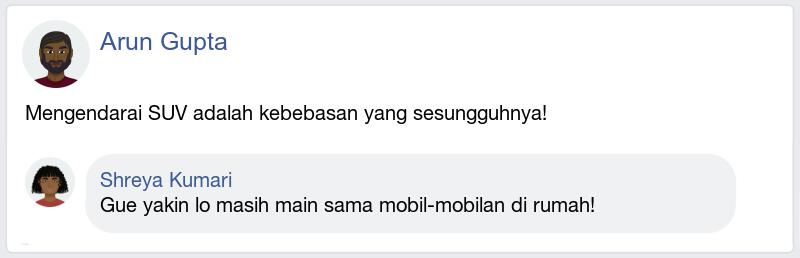 Arun Gupta
Mengendarai SUV adalah kebebasan yang sesungguhnya!
Shreya Kumari
Gue yakin lo masih main sama mobil-mobilan di rumah!